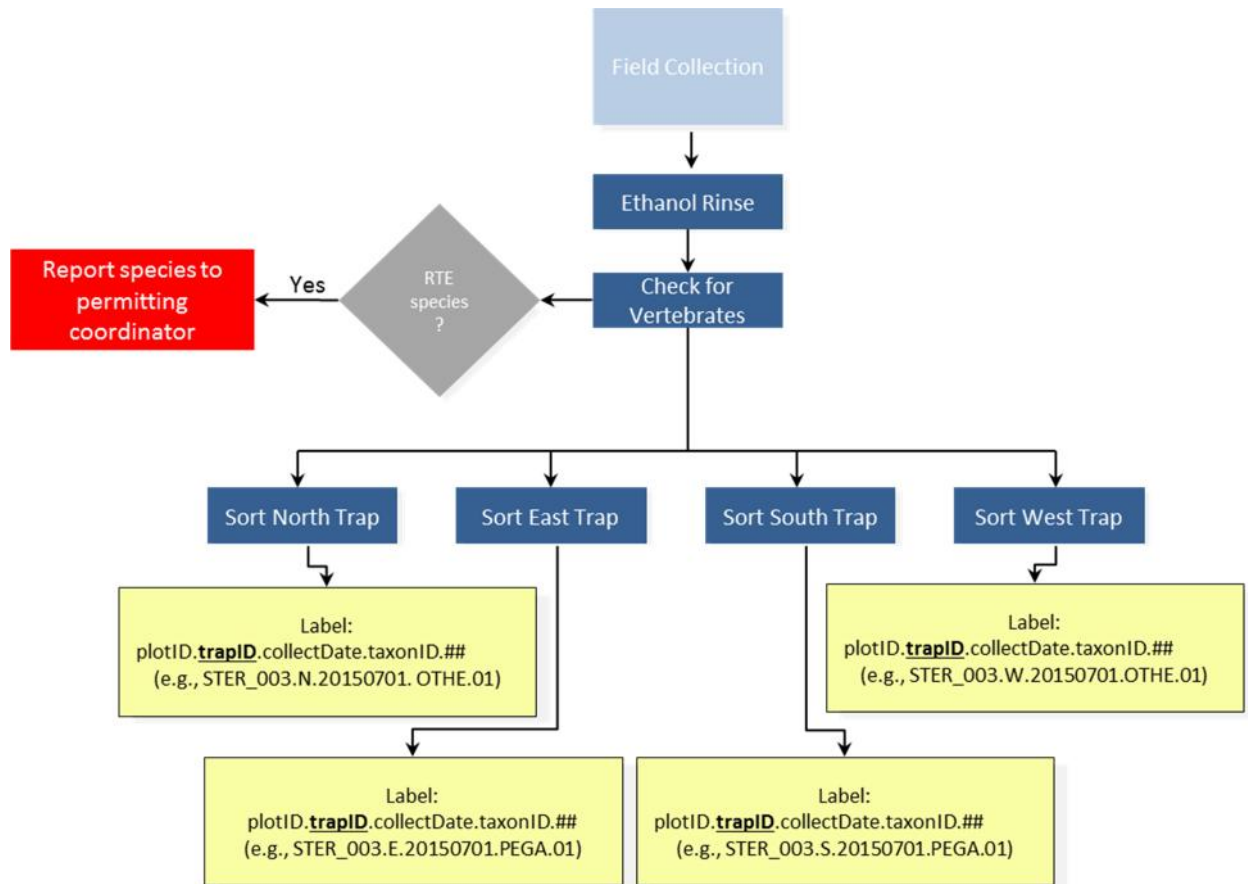 Field Collection
Ethanol Rinse
Check for
Vertebrates
RTE
species
?
Yes
Report species to
permitting
coordinator
Sort North Trap
Sort East Trap
Sort South Trap
Sort West Trap
Label:
plotID.trapID.collectDate.taxonID.##
(e.g., STER_003.N.20150701. OTHE.01)
Label:
plotID.trapID.collectDate.taxonID.##
(e.g., STER_003.W.20150701.OTHE.01)
Label:
plotID.trapID.collectDate.taxonID.##
(e.g., STER_003.E.20150701.PEGA.01)
Label:
plotID.trapID.collectDate.taxonID.##
(e.g., STER_003.S.20150701.PEGA.01)